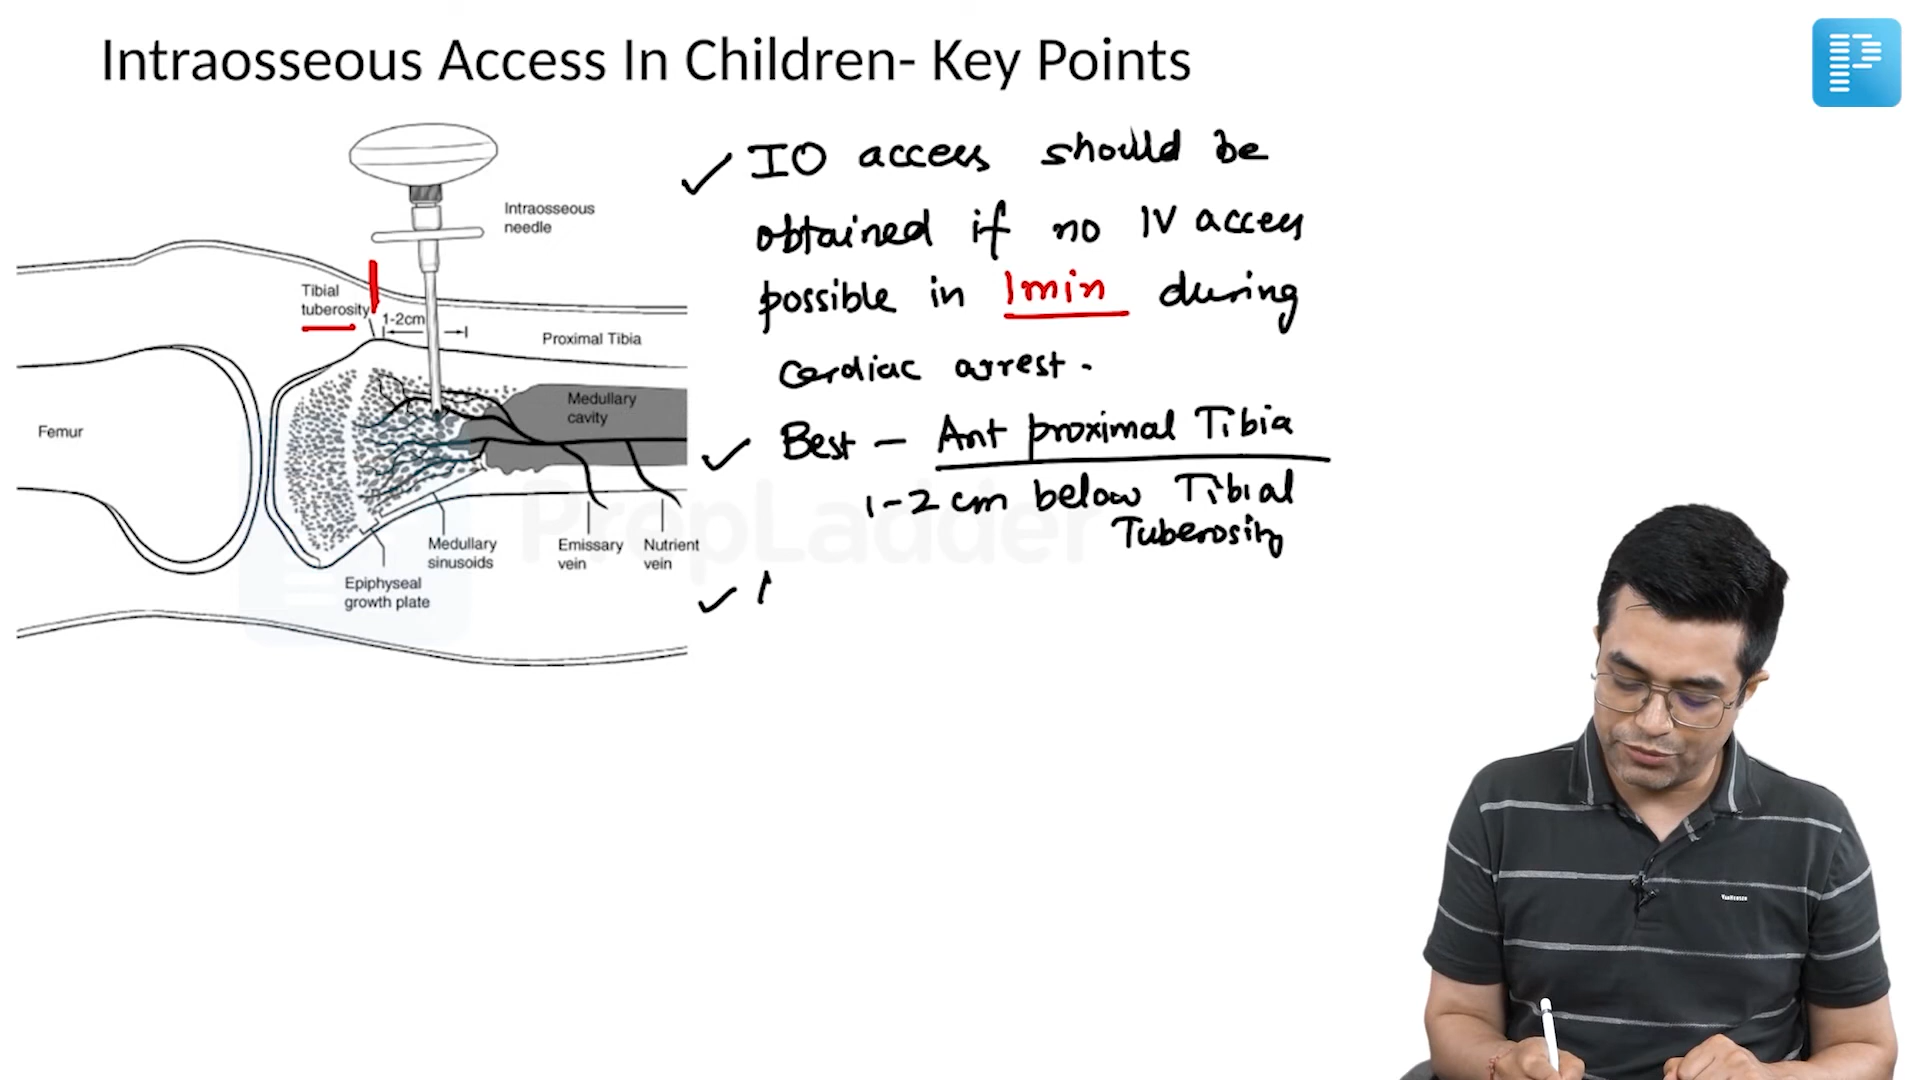 Intraosseous Access In Children- Key Points
Intraosseous
needle
Tibial
tuberosity
1-2cm
Proximal Tibia
Medullary
cavity
Femur
Medullary
sinusoids
Emissary
vein
Nutrient
vein
Epiphyseal
growth plate
✓ IO access should be
obtained if no IV access
possible in 1min during
cardiac arrest.
✓ Best - Ant proximal Tibia
1-2 cm below Tibial
Tuberosity
PrepLadder